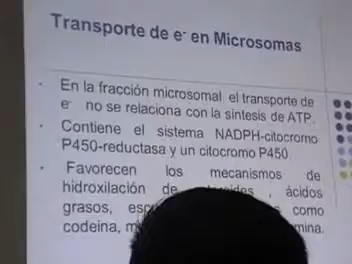 Transporte de e- en Microsomas
- En la fracción microsomal el transporte de
e- no se relaciona con la síntesis de ATP.
- Contiene el sistema NADPH-citocromo
P450-reductasa y un citocromo P450
- Favorecen los mecanismos de
hidroxilación de , ácidos
grasos, como
codeína,